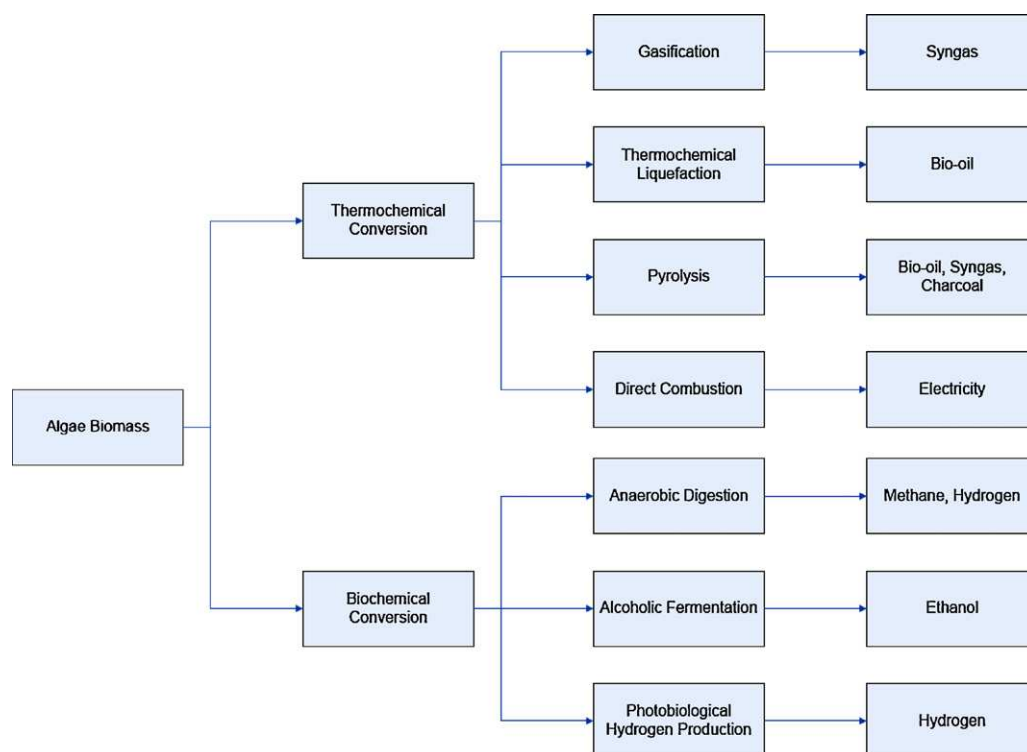 Gasification
Syngas
Thermochemical
Liquefaction
Bio-oil
Thermochemical
Conversion
Pyrolysis
Bio-oil, Syngas,
Charcoal
Direct Combustion
Electricity
Algae Biomass
Anaerobic Digestion
Methane, Hydrogen
Biochemical
Conversion
Alcoholic Fermentation
Ethanol
Photobiological
Hydrogen Production
Hydrogen